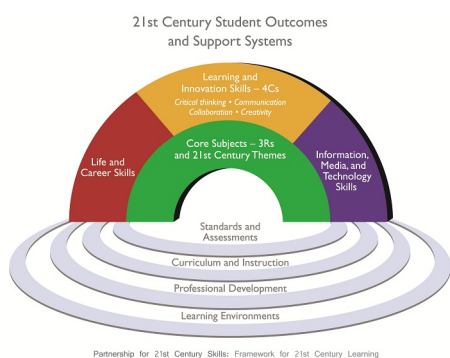 21st Century Student Outcomes
and Support Systems
Learning and
Innovation Skills – 4Cs
Critical thinking • Communication
Collaboration • Creativity
Core Subjects – 3Rs
and 21st Century Themes
Life and
Career Skills
Information,
Media, and
Technology
Skills
Standards and
Assessments
Curriculum and Instruction
Professional Development
Learning Environments
Partnership for 21st Century Skills: Framework for 21st Century Learning